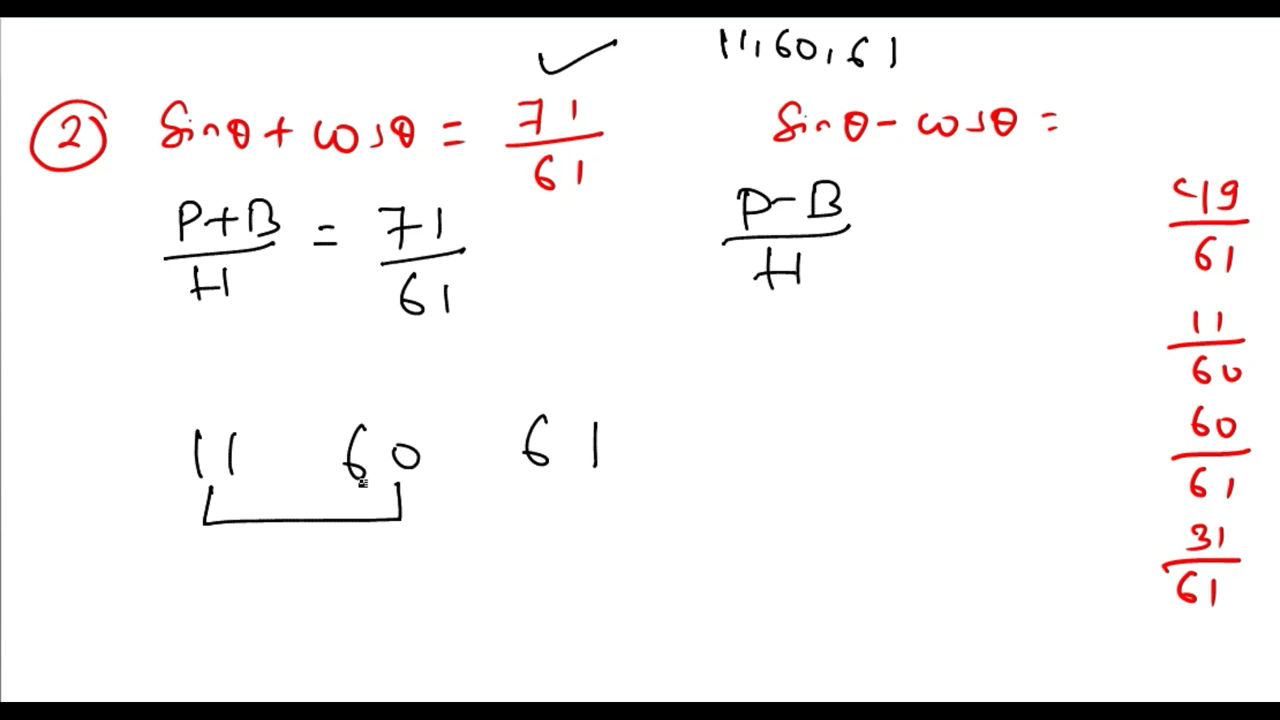 11, 60, 61
② sinθ + cosθ = 71/61
sinθ - cosθ =
P+B/H = 71/61
P-B/H
49/61
11/60
60/61
31/61
11 60 61